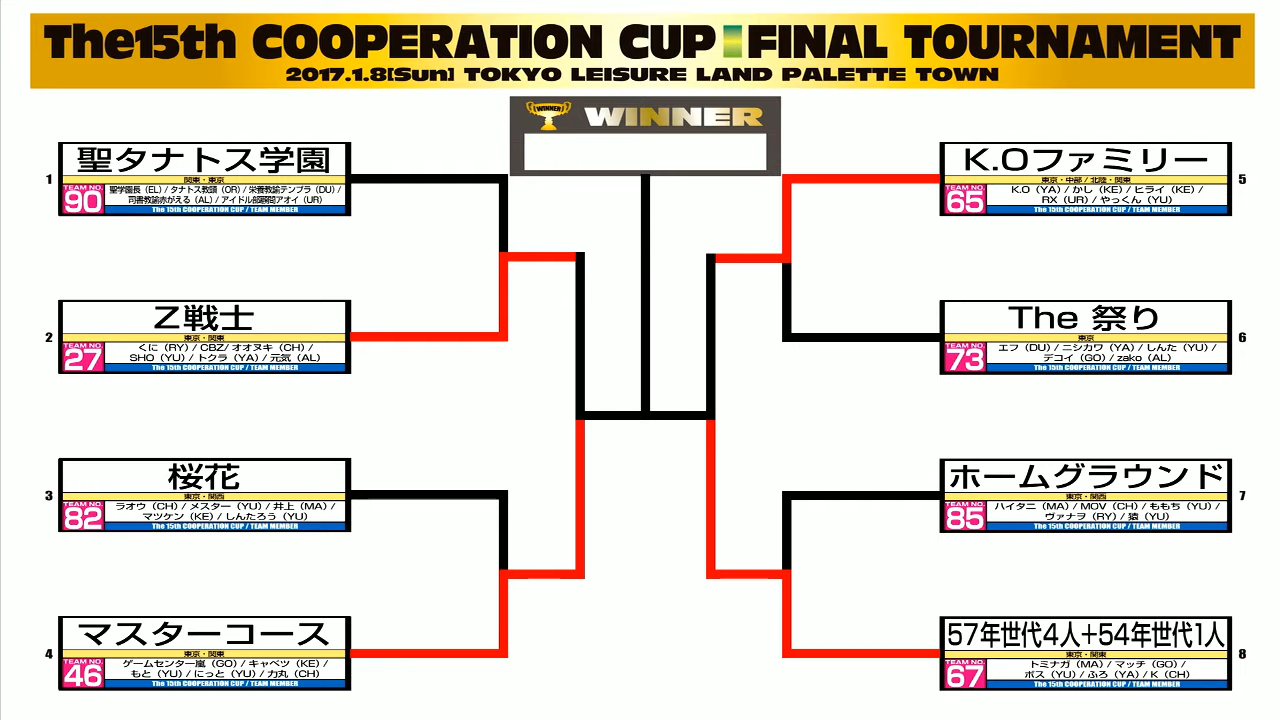 The15th COOPERATION CUP FINAL TOURNAMENT
2017.1.8[Sun] TOKYO LEISURE LAND PALETTE TOWN
WINNER
WINNER
1
聖タナトス学園
関東・東京
TEAM NO.
90
聖学園長（EL）/ タナトス教頭（OR）/ 栄養教諭テンプラ（DU）/
司書教諭赤がえる（AL）/ アイドル部顧問アオイ（UR）
The 15th COOPERATION CUP / TEAM MEMBER
2
Z戦士
東京・関東
TEAM NO.
27
くに（RY）/ CBZ/ オオヌキ（CH）/
SHO（YU）/ トクラ（YA）/ 元気（AL）
The 15th COOPERATION CUP / TEAM MEMBER
3
桜花
東京・関西
TEAM NO.
82
ラオウ（CH）/ メスター（YU）/ 井上（MA）/
マツケン（KE）/ しんたろう（YU）
The 15th COOPERATION CUP / TEAM MEMBER
4
マスターコース
東京・関東
TEAM NO.
46
ゲームセンター嵐（GO）/ キャベツ（KE）/
もと（YU）/ にっと（YU）/ 力丸（CH）
The 15th COOPERATION CUP / TEAM MEMBER
K.Oファミリー
5
東京・中部 / 北陸・関東
TEAM NO.
65
K.O（YA）/ かし（KE）/ ヒライ（KE）/
RX（UR）/ やっくん（YU）
The 15th COOPERATION CUP / TEAM MEMBER
The 祭り
6
東京
TEAM NO.
73
エフ（DU）/ ニシカワ（YA）/ しんた（YU）/
デコイ（GO）/ zako（AL）
The 15th COOPERATION CUP / TEAM MEMBER
ホームグラウンド
7
東京・関西
TEAM NO.
85
ハイタニ（MA）/ MOV（CH）/ ももち（YU）/
ヴァナヲ（RY）/ 猿（YU）
The 15th COOPERATION CUP / TEAM MEMBER
57年世代4人+54年世代1人
8
東京・関東
TEAM NO.
67
トミナガ（MA）/ マッチ（GO）/
ボス（YU）/ ふろ（YA）/ K（CH）
The 15th COOPERATION CUP / TEAM MEMBER